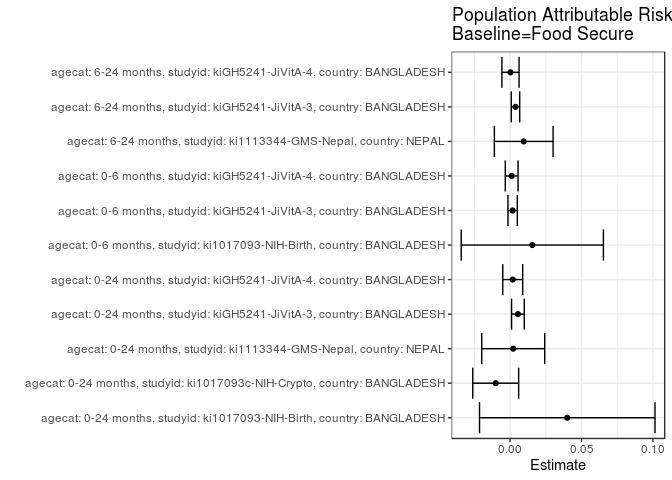 Population Attributable Risk
Baseline=Food Secure
agecat: 6-24 months, studyid: kiGH5241-JiVitA-4, country: BANGLADESH
agecat: 6-24 months, studyid: kiGH5241-JiVitA-3, country: BANGLADESH
agecat: 6-24 months, studyid: ki1113344-GMS-Nepal, country: NEPAL
agecat: 0-6 months, studyid: kiGH5241-JiVitA-4, country: BANGLADESH
agecat: 0-6 months, studyid: kiGH5241-JiVitA-3, country: BANGLADESH
agecat: 0-6 months, studyid: ki1017093-NIH-Birth, country: BANGLADESH
agecat: 0-24 months, studyid: kiGH5241-JiVitA-4, country: BANGLADESH
agecat: 0-24 months, studyid: kiGH5241-JiVitA-3, country: BANGLADESH
agecat: 0-24 months, studyid: ki1113344-GMS-Nepal, country: NEPAL
agecat: 0-24 months, studyid: ki1017093c-NIH-Crypto, country: BANGLADESH
agecat: 0-24 months, studyid: ki1017093-NIH-Birth, country: BANGLADESH
0.00 0.05 0.10
Estimate